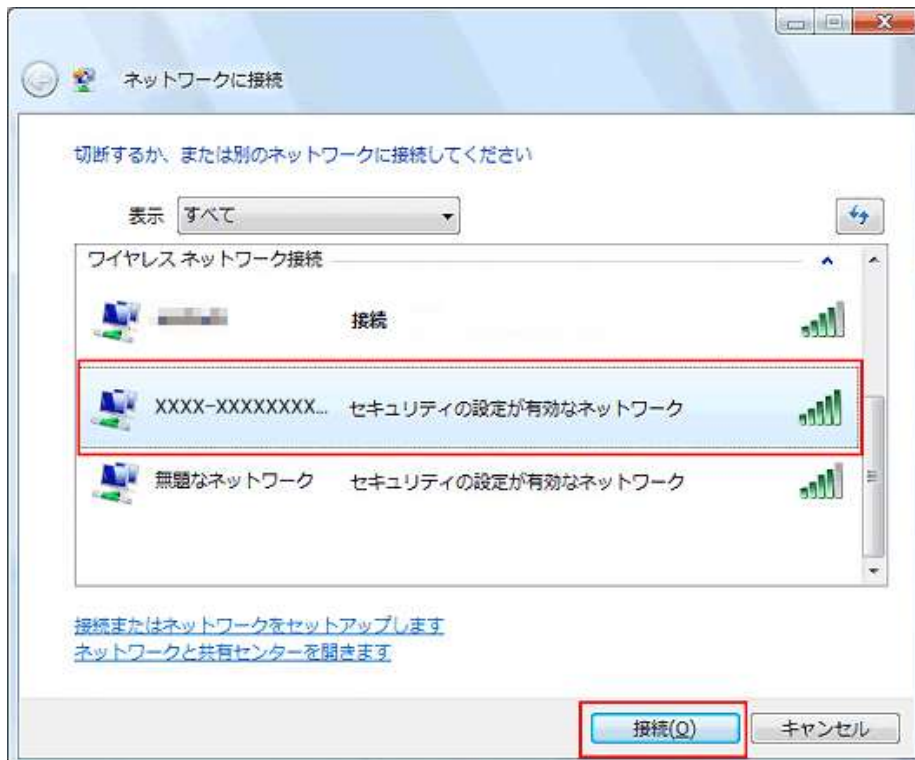 ネットワークに接続
切断するか、または別のネットワークに接続してください
表示 すべて
ワイヤレス ネットワーク接続
接続
XXXX-XXXXXXXX... セキュリティの設定が有効なネットワーク
無題なネットワーク セキュリティの設定が有効なネットワーク
接続またはネットワークをセットアップします
ネットワークと共有センターを開きます
接続(O) キャンセル